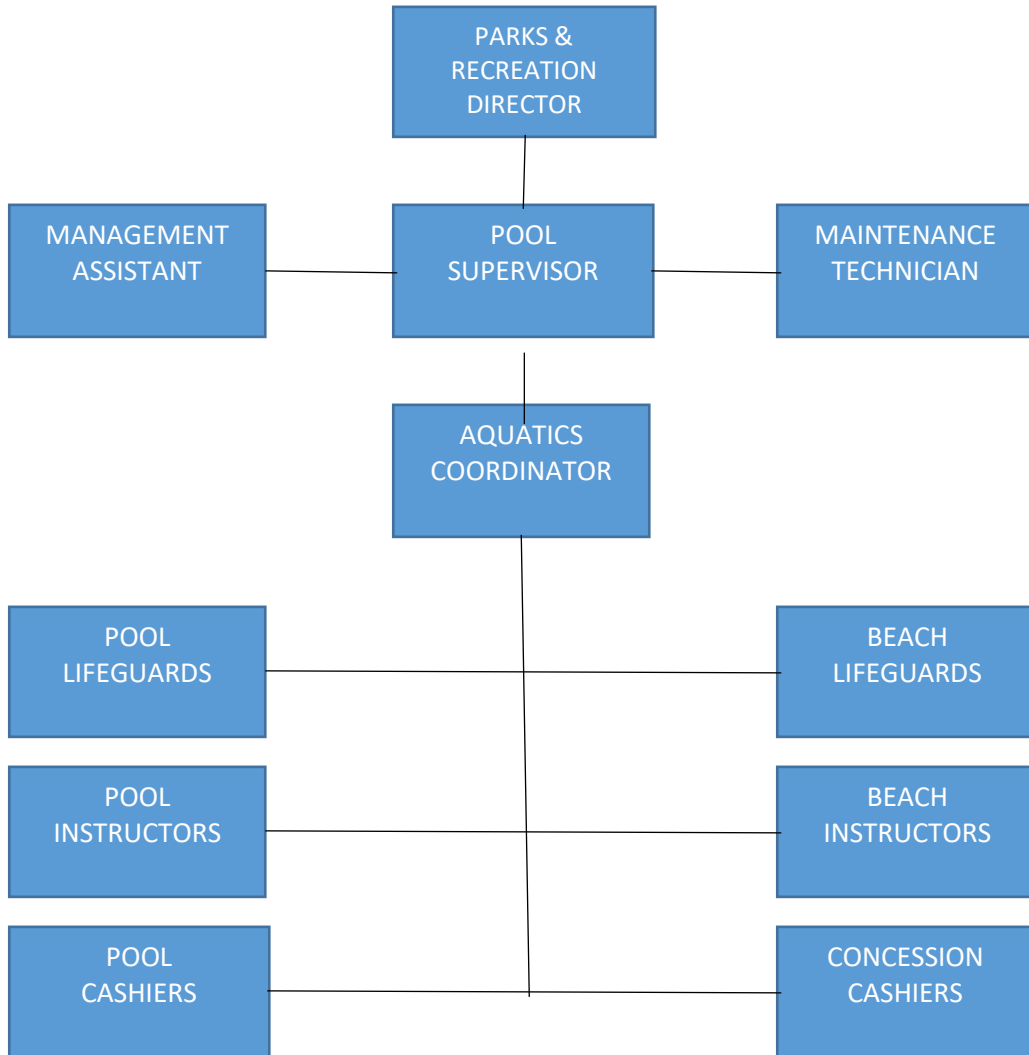 PARKS &
RECREATION
DIRECTOR
MANAGEMENT
ASSISTANT
POOL
SUPERVISOR
MAINTENANCE
TECHNICIAN
AQUATICS
COORDINATOR
POOL
LIFEGUARDS
BEACH
LIFEGUARDS
POOL
INSTRUCTORS
BEACH
INSTRUCTORS
POOL
CASHIERS
CONCESSION
CASHIERS